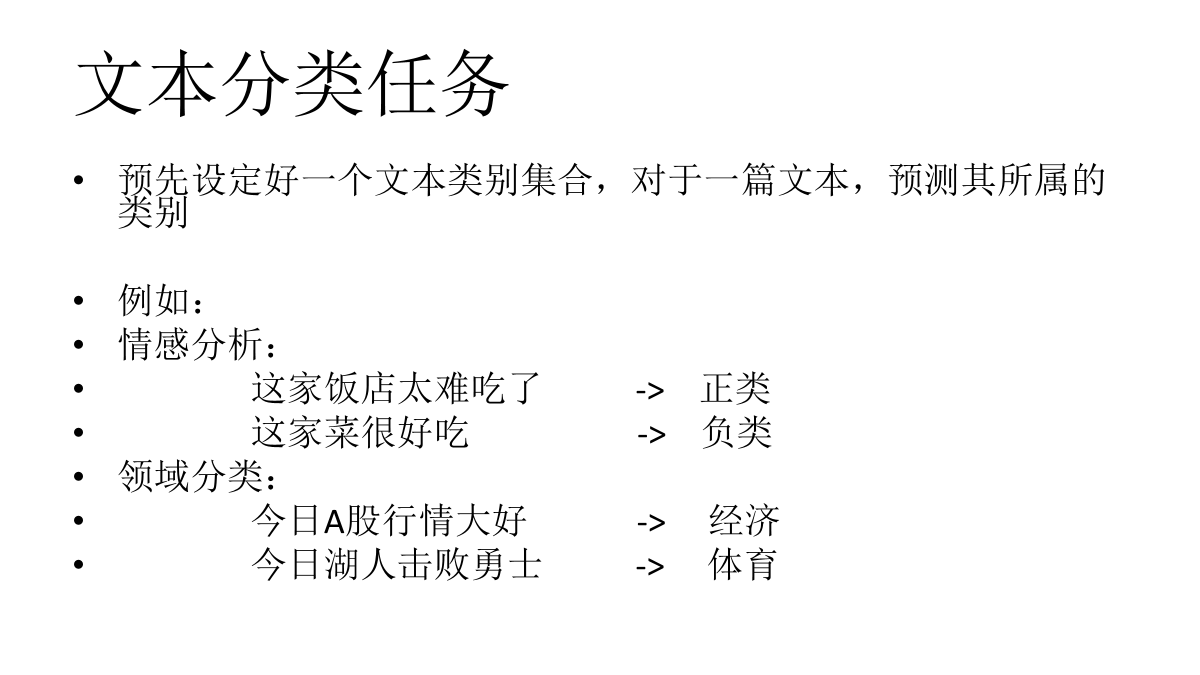 文本分类任务
• 预先设定好一个文本类别集合，对于一篇文本，预测其所属的
类别
• 例如：
• 情感分析：
• 这家饭店太难吃了 -> 正类
• 这家菜很好吃 -> 负类
• 领域分类：
• 今日A股行情大好 -> 经济
• 今日湖人击败勇士 -> 体育